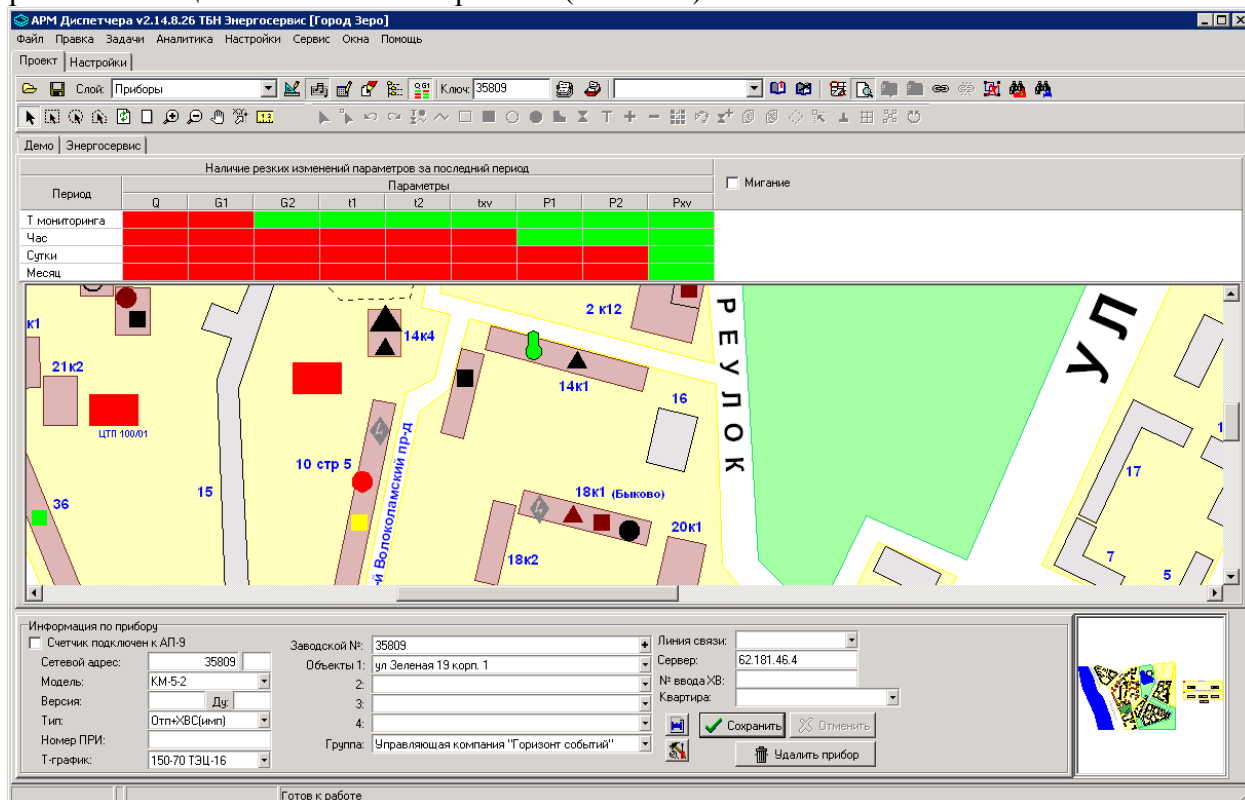 АРМ Диспетчера v2.14.8.26 ТБН Энергосервис [Город Зеро]
Файл Правка Задачи Аналитика Настройки Сервис Окна Помощь
Проект Настройки
Слой: Приборы Ключ: 35809
Демо Энергосервис
Наличие резких изменений параметров за последний период
Период Параметры Мигание
Q G1 G2 t1 t2 txv P1 P2 Pxv
Т мониторинга
Час
Сутки
Месяц
к1
21к2
ЦТП 100/01
36
15
14к4
10 стр 5
-й Волоколамский пр-д
2 к12
14к1
16
18к1 (Быково)
18к2
20к1
РЕУЛОК
УЛ
17
7
5
1
Информация по прибору
Счетчик подключен к АП-9
Сетевой адрес: 35809
Модель: КМ-5-2
Версия: Ду:
Тип: Отп+ХВС(имп)
Номер ПРИ:
Т-график: 150-70 ТЭЦ-16
Заводской №: 35809
Объекты 1: ул Зеленая 19 корп. 1
2:
3:
4:
Группа: Управляющая компания "Горизонт событий"
Линия связи:
Сервер: 62.181.46.4
№ ввода ХВ:
Квартира:
Сохранить Отменить
Удалить прибор
Готов к работе